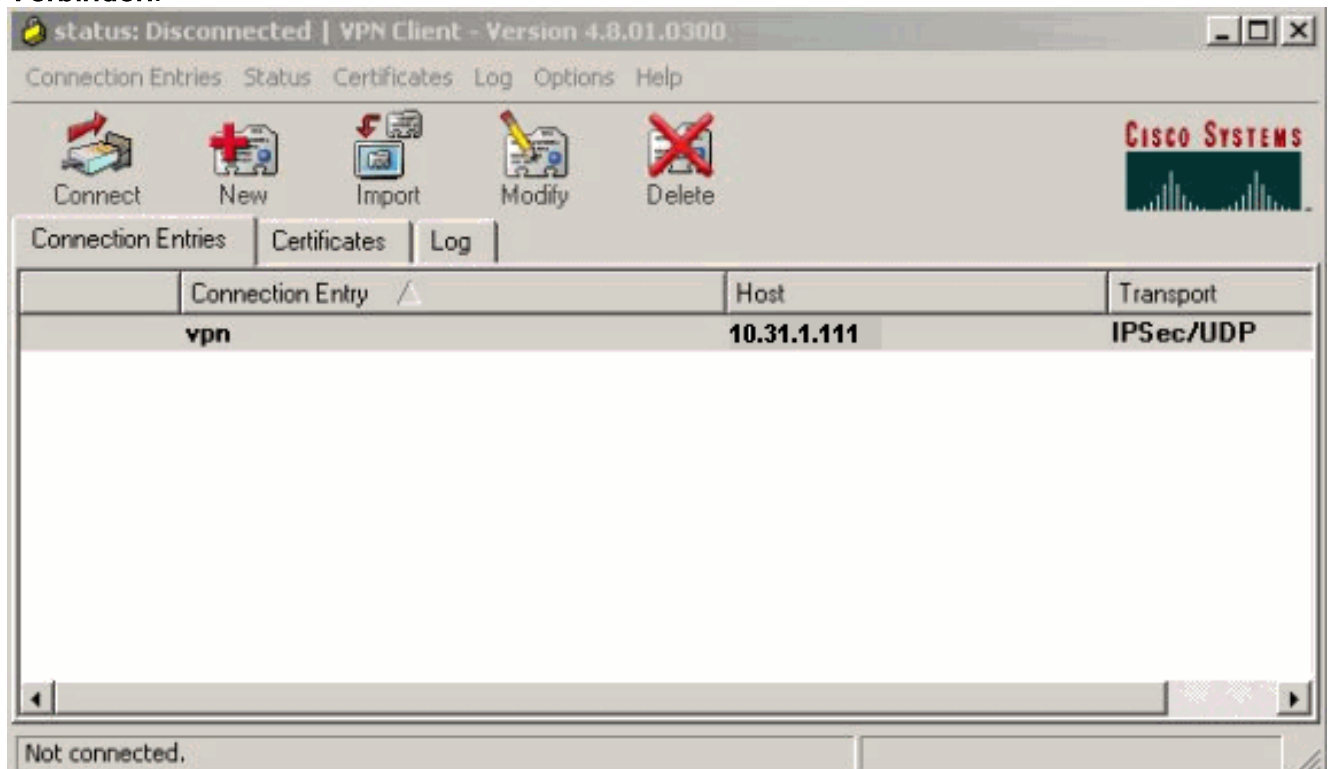 status: Disconnected | VPN Client - Version 4.8.01.0300
Connection Entries Status Certificates Log Options Help
Connect New Import Modify Delete
CISCO SYSTEMS
Connection Entries Certificates Log
Connection Entry Host Transport
vpn 10.31.1.111 IPSec/UDP
Not connected.